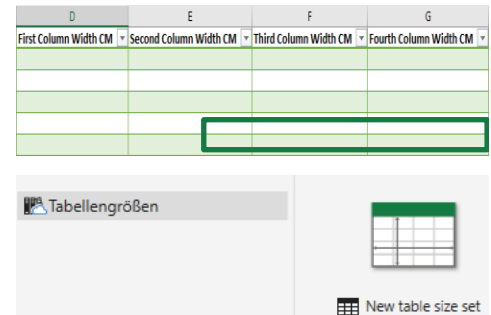 D E F G
First Column Width CM Second Column Width CM Third Column Width CM Fourth Column Width CM
Tabellengrößen
New table size set